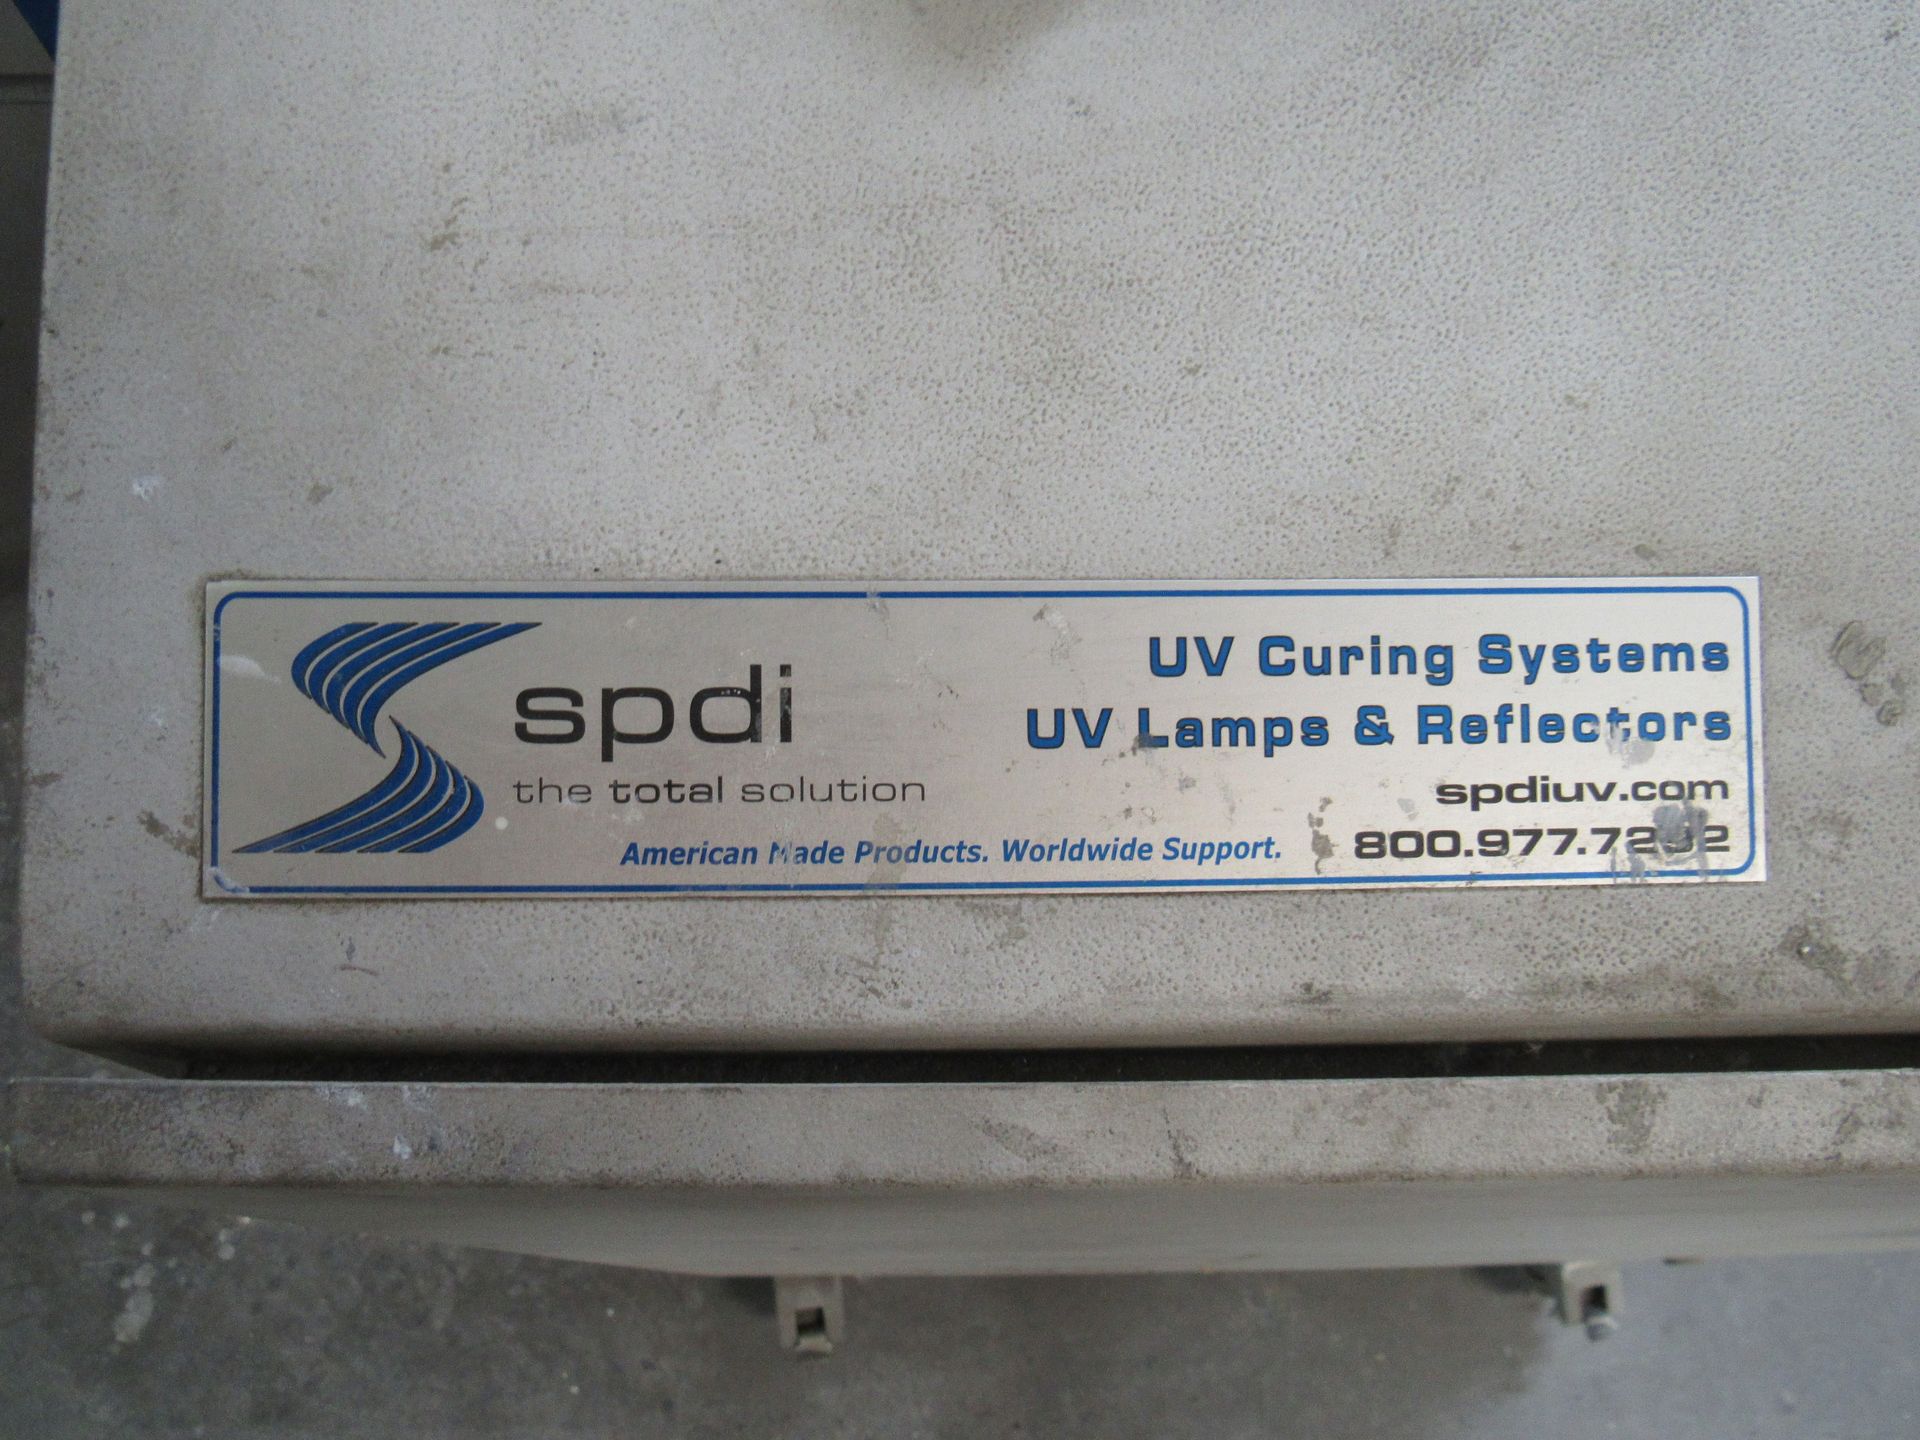 spdi
the total solution
American Made Products. Worldwide Support.
UV Curing Systems
UV Lamps & Reflectors
spdiuv.com